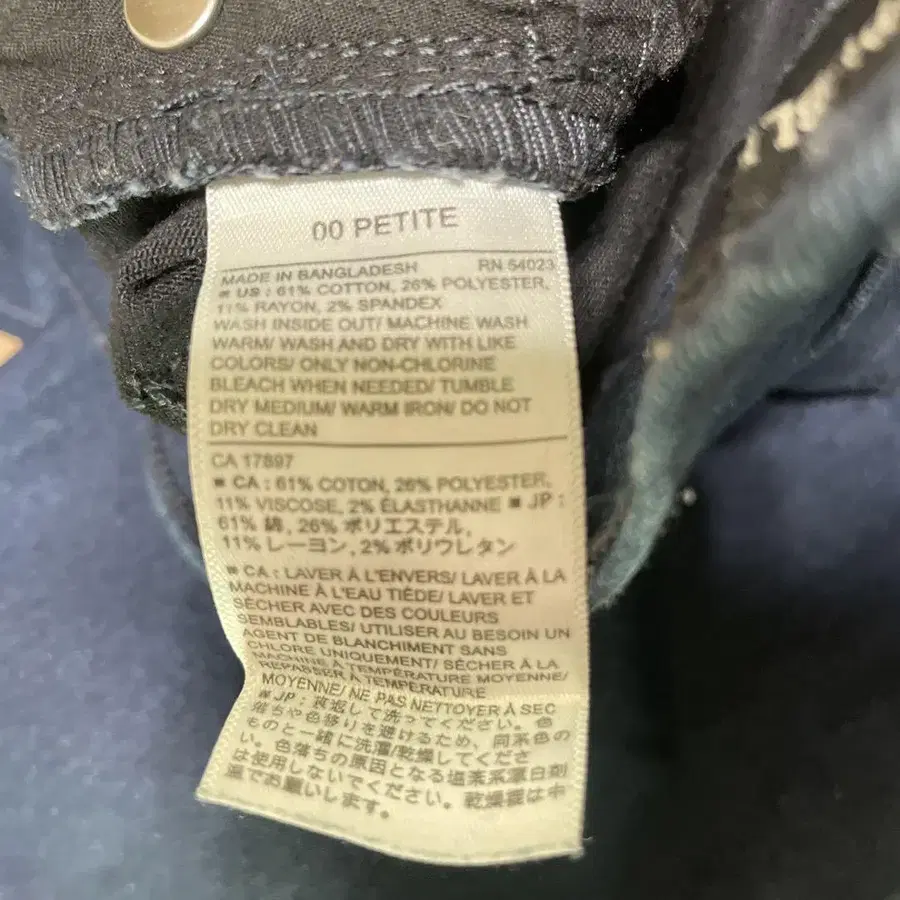 00 PETITE
MADE IN BANGLADESH RN 54023
■ US : 61% COTTON, 26% POLYESTER,
11% RAYON, 2% SPANDEX
WASH INSIDE OUT/ MACHINE WASH
WARM/ WASH AND DRY WITH LIKE
COLORS/ ONLY NON-CHLORINE
BLEACH WHEN NEEDED/ TUMBLE
DRY MEDIUM/ WARM IRON/ DO NOT
DRY CLEAN
CA 17897
■ CA : 61% COTON, 26% POLYESTER,
11% VISCOSE, 2% ÉLASTHANNE ■ JP :
61% 綿, 26% ポリエステル,
11% レーヨン, 2% ポリウレタン
■ CA : LAVER À L'ENVERS/ LAVER À LA
MACHINE À L'EAU TIÈDE/ LAVER ET
SÉCHER AVEC DES COULEURS
SEMBLABLES/ UTILISER AU BESOIN UN
AGENT DE BLANCHIMENT SANS
CHLORE UNIQUEMENT/ SÉCHER À LA
MACHINE À TEMPÉRATURE MOYENNE/
REPASSER À TEMPÉRATURE
MOYENNE/ NE PAS NETTOYER À SEC
■ JP : 裏返して洗ってください。色
落ちや色移りを避けるため、同系色の
ものと一緒に洗濯/乾燥してくださ
い。色落ちの原因となる塩素系漂白剤
は使用しないでください。乾燥機は中
温でお願いします。